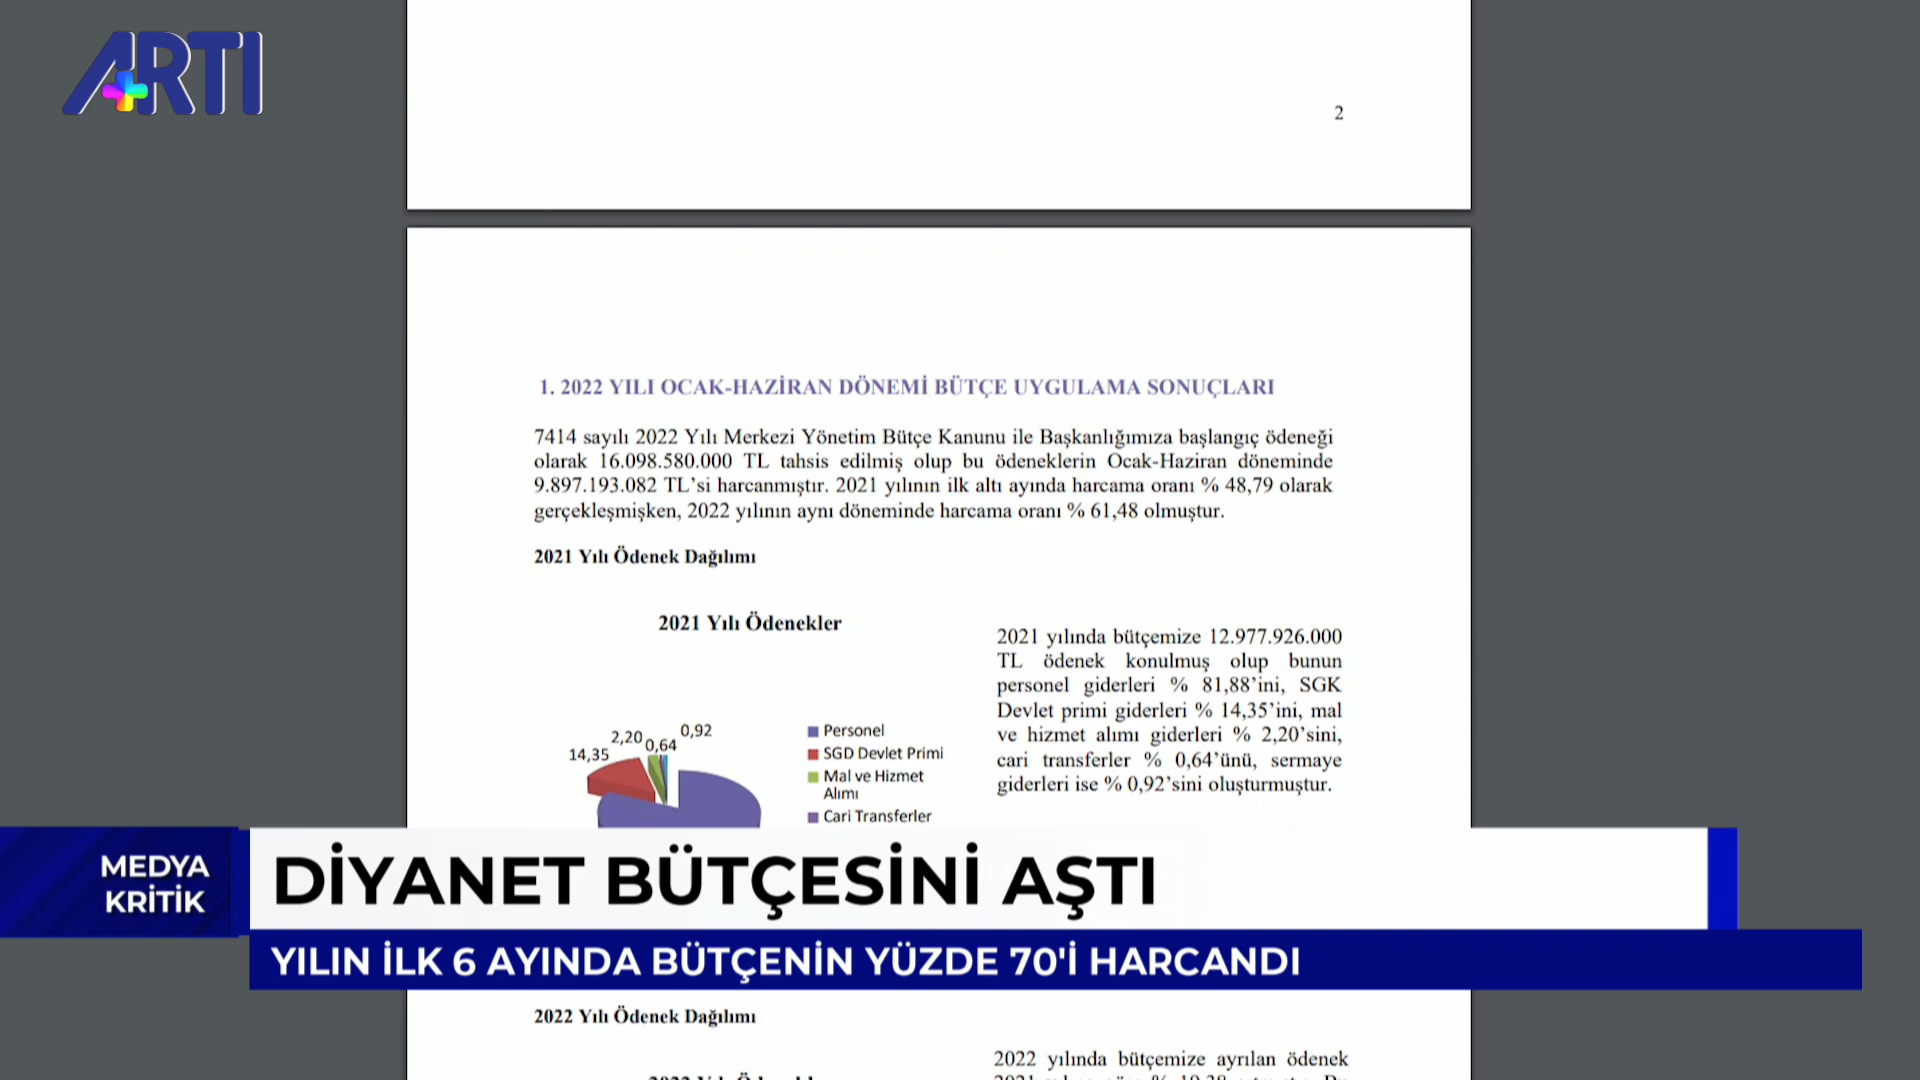 ARTI
2
1. 2022 YILI OCAK-HAZİRAN DÖNEMİ BÜTÇE UYGULAMA SONUÇLARI
7414 sayılı 2022 Yılı Merkezi Yönetim Bütçe Kanunu ile Başkanlığımıza başlangıç ödeneği
olarak 16.098.580.000 TL tahsis edilmiş olup bu ödeneklerin Ocak-Haziran döneminde
9.897.193.082 TL'si harcanmıştır. 2021 yılının ilk altı ayında harcama oranı % 48,79 olarak
gerçekleşmişken, 2022 yılının aynı döneminde harcama oranı % 61,48 olmuştur.
2021 Yılı Ödenek Dağılımı
2021 Yılı Ödenekler
14,35
2,20
0,64
0,92
Personel
SGD Devlet Primi
Mal ve Hizmet
Alımı
Cari Transferler
2021 yılında bütçemize 12.977.926.000
TL ödenek konulmuş olup bunun
personel giderleri % 81,88'ini, SGK
Devlet primi giderleri % 14,35'ini, mal
ve hizmet alımı giderleri % 2,20'sini,
cari transferler % 0,64'ünü, sermaye
giderleri ise % 0,92'sini oluşturmuştur.
MEDYA
KRİTİK
DİYANET BÜTÇESİNİ AŞTI
YILIN İLK 6 AYINDA BÜTÇENİN YÜZDE 70'İ HARCANDI
2022 Yılı Ödenek Dağılımı
2022 yılında bütçemize ayrılan ödenek